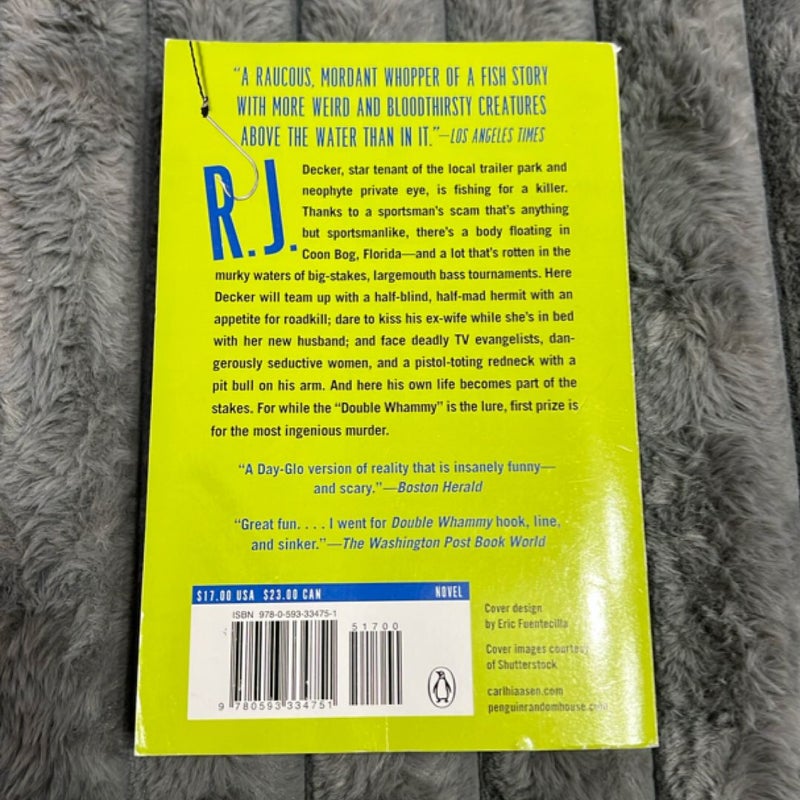 “A RAUCOUS, MORDANT WHOPPER OF A FISH STORY
WITH MORE WEIRD AND BLOODTHIRSTY CREATURES
ABOVE THE WATER THAN IN IT.”—LOS ANGELES TIMES
R.J.
Decker, star tenant of the local trailer park and
neophyte private eye, is fishing for a killer.
Thanks to a sportsman’s scam that’s anything
but sportsmanlike, there’s a body floating in
Coon Bog, Florida—and a lot that’s rotten in the
murky waters of big-stakes, largemouth bass tournaments. Here
Decker will team up with a half-blind, half-mad hermit with an
appetite for roadkill; dare to kiss his ex-wife while she’s in bed
with her new husband; and face deadly TV evangelists, dan-
gerously seductive women, and a pistol-toting redneck with a
pit bull on his arm. And here his own life becomes part of the
stakes. For while the “Double Whammy” is the lure, first prize is
for the most ingenious murder.
“A Day-Glo version of reality that is insanely funny—
and scary.”—Boston Herald
“Great fun. . . . I went for Double Whammy hook, line,
and sinker.”—The Washington Post Book World
$17.00 USA $23.00 CAN NOVEL
ISBN 978-0-593-33475-1
51700
9 780593 334751
Cover design
by Eric Fuentecilla
Cover images courtesy
of Shutterstock
carlhiaasen.com
penguinrandomhouse.com